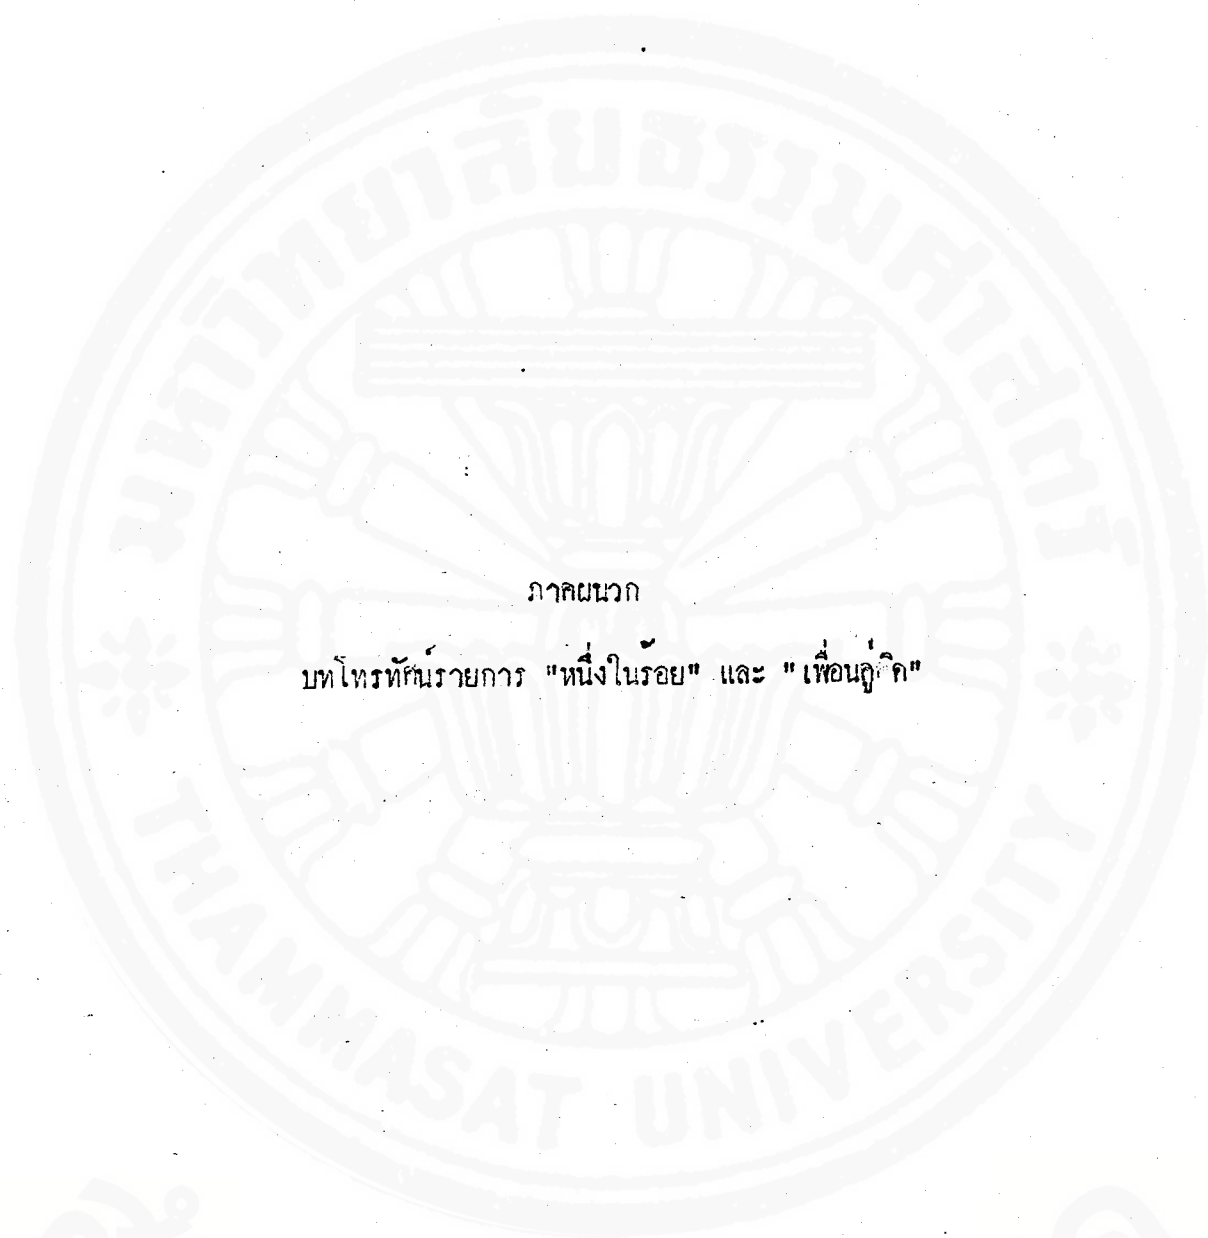 มหาวิทยาลัยธรรมศาสตร์
ภาคผนวก
บทโทรทัศน์รายการ "หนึ่งในร้อย" และ "เพื่อนคู่คิด"
THAMMASAT UNIVERSITY